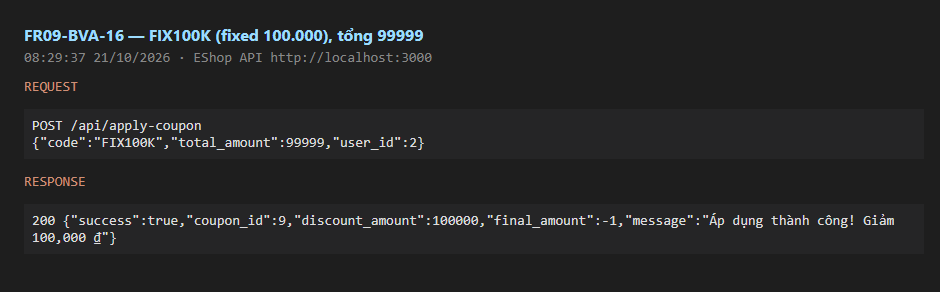 FR09-BVA-16 — FIX100K (fixed 100.000), tổng 99999
08:29:37 21/10/2026 · EShop API http://localhost:3000
REQUEST
POST /api/apply-coupon
{"code":"FIX100K","total_amount":99999,"user_id":2}
RESPONSE
200 {"success":true,"coupon_id":9,"discount_amount":100000,"final_amount":-1,"message":"Áp dụng thành công! Giảm
100,000 ₫"}